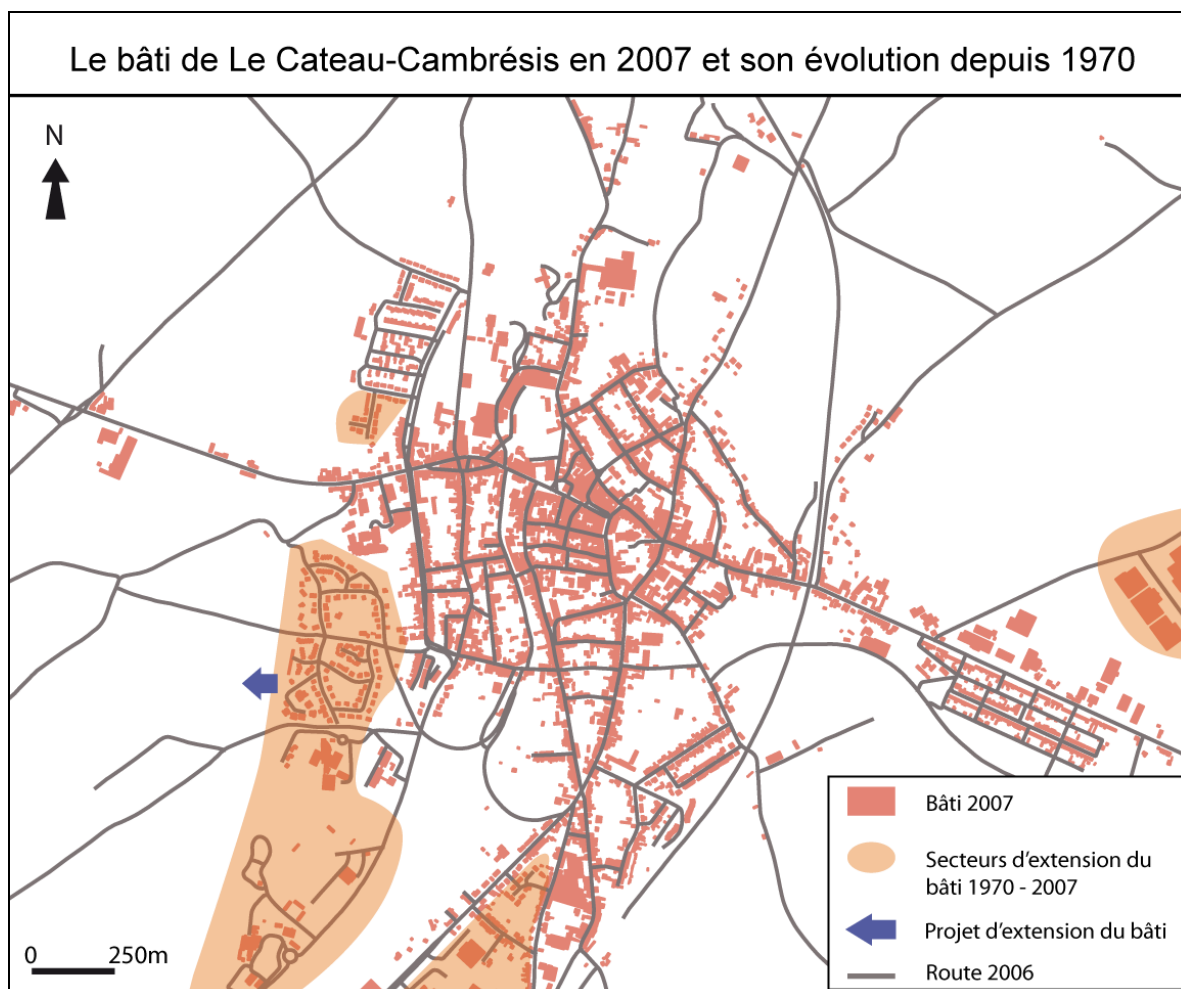 Le bâti de Le Cateau-Cambrésis en 2007 et son évolution depuis 1970
N
Bâti 2007
Secteurs d'extension du
bâti 1970 - 2007
Projet d'extension du bâti
Route 2006
0 250m